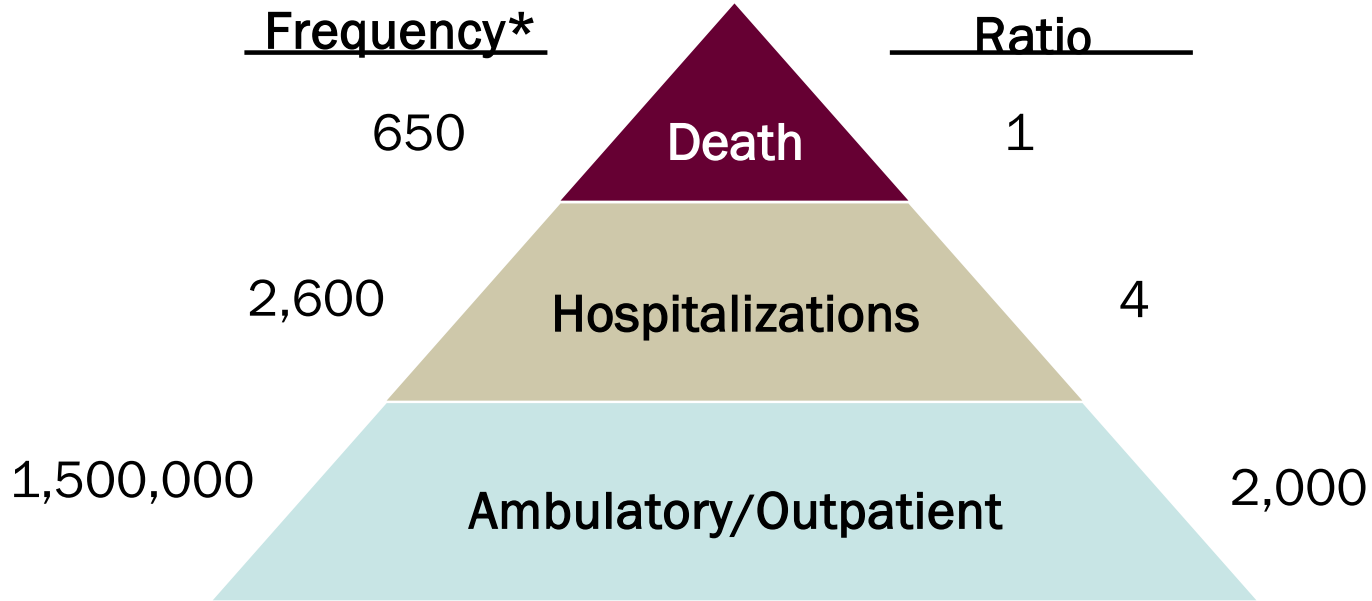 Frequency*
Ratio
650
Death
1
2,600
Hospitalizations
4
1,500,000
Ambulatory/Outpatient
2,000